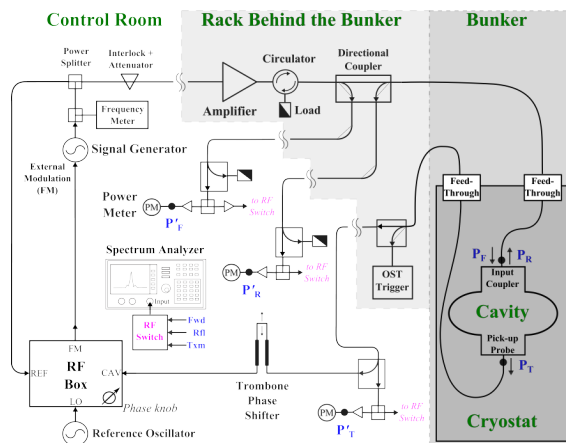 Control Room
Rack Behind the Bunker
Bunker
Power
Splitter
Interlock +
Attenuator
Circulator
Directional
Coupler
Amplifier
Load
Frequency
Meter
Signal Generator
External
Modulation
(FM)
Power
Meter
PM
P'F
to RF
Switch
Feed-
Through
Feed-
Through
Spectrum Analyzer
Input
RF
Switch
Fwd
Rfl
Txm
PM
P'R
to RF
Switch
OST
Trigger
PF
PR
Input
Coupler
Cavity
Pick-up
Probe
PT
Cryostat
FM
REF
RF
Box
CAV
LO
Phase knob
Trombone
Phase
Shifter
PM
P'T
to RF
Switch
Reference Oscillator